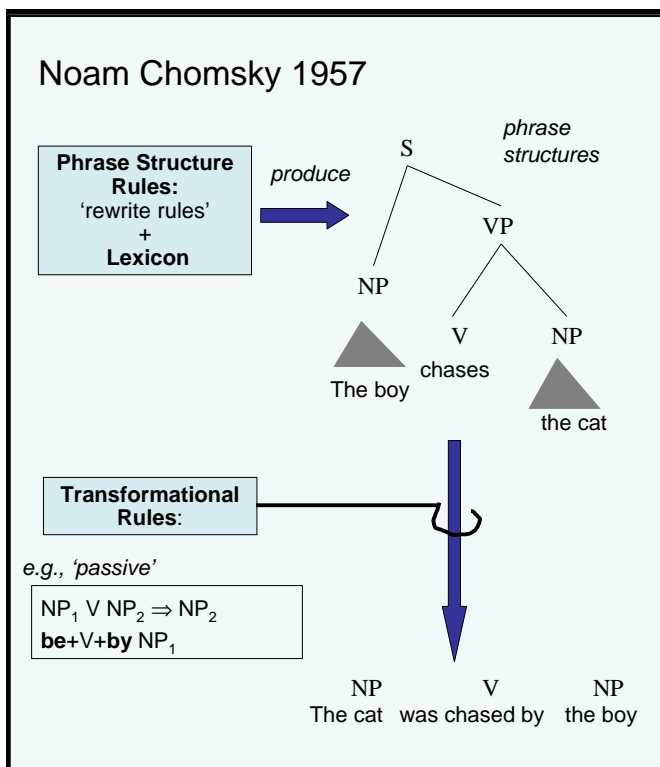 Noam Chomsky 1957
Phrase Structure
Rules:
‘rewrite rules’
+
Lexicon
produce
phrase
structures
S
VP
NP
V
NP
The boy
chases
the cat
Transformational
Rules:
e.g., ‘passive’
NP₁ V NP₂ ⇒ NP₂
be+V+by NP₁
NP V NP
The cat was chased by the boy